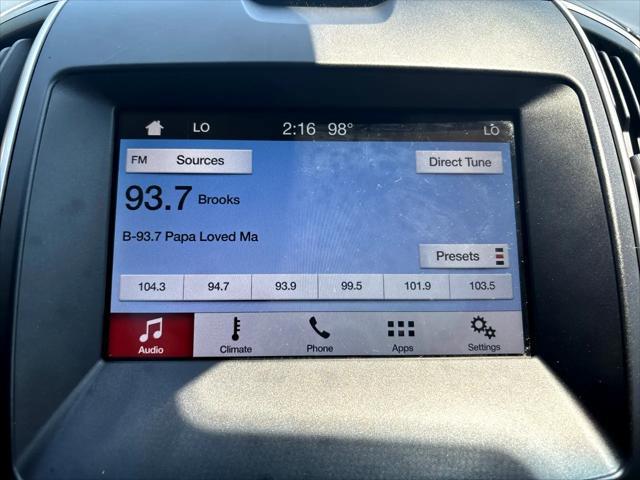 LO 2:16 98° LO
FM Sources Direct Tune
93.7 Brooks
B-93.7 Papa Loved Ma
Presets
104.3 94.7 93.9 99.5 101.9 103.5
Audio Climate Phone Apps Settings